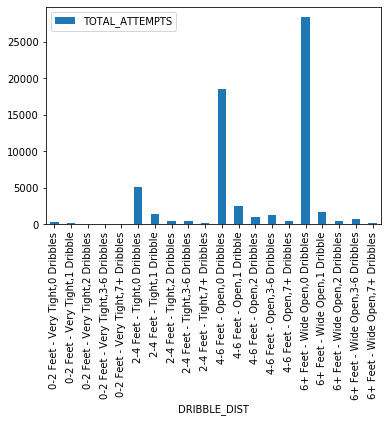 TOTAL_ATTEMPTS
25000
20000
15000
10000
5000
0
0-2 Feet - Very Tight,0 Dribbles
0-2 Feet - Very Tight,1 Dribble
0-2 Feet - Very Tight,2 Dribbles
0-2 Feet - Very Tight,3-6 Dribbles
0-2 Feet - Very Tight,7+ Dribbles
2-4 Feet - Tight,0 Dribbles
2-4 Feet - Tight,1 Dribble
2-4 Feet - Tight,2 Dribbles
2-4 Feet - Tight,3-6 Dribbles
2-4 Feet - Tight,7+ Dribbles
4-6 Feet - Open,0 Dribbles
4-6 Feet - Open,1 Dribble
4-6 Feet - Open,2 Dribbles
4-6 Feet - Open,3-6 Dribbles
4-6 Feet - Open,7+ Dribbles
6+ Feet - Wide Open,0 Dribbles
6+ Feet - Wide Open,1 Dribble
6+ Feet - Wide Open,2 Dribbles
6+ Feet - Wide Open,3-6 Dribbles
6+ Feet - Wide Open,7+ Dribbles
DRIBBLE_DIST